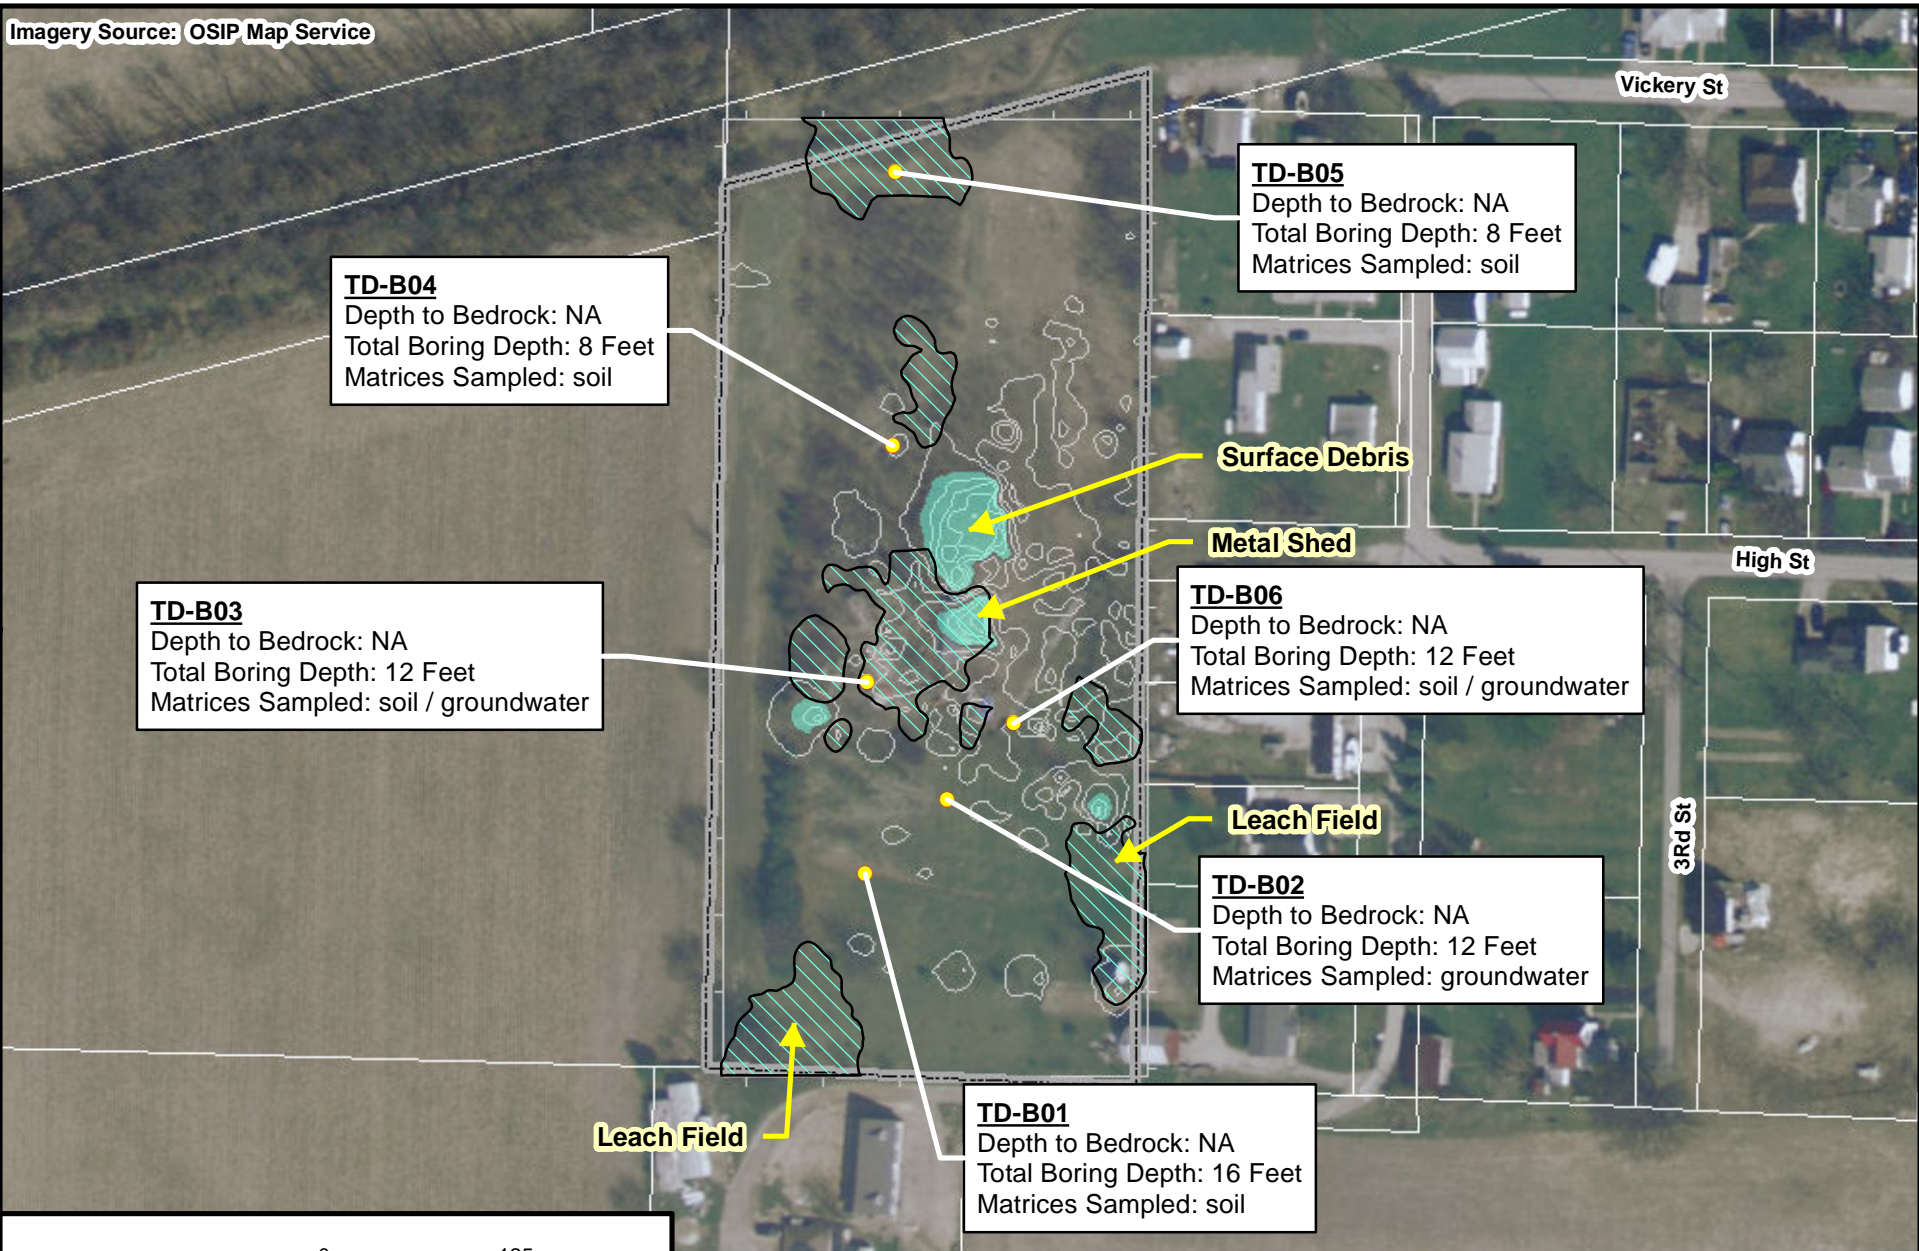 Imagery Source: OSIP Map Service
Vickery St
TD-B05
Depth to Bedrock: NA
Total Boring Depth: 8 Feet
Matrices Sampled: soil
TD-B04
Depth to Bedrock: NA
Total Boring Depth: 8 Feet
Matrices Sampled: soil
Surface Debris
Metal Shed
High St
TD-B03
Depth to Bedrock: NA
Total Boring Depth: 12 Feet
Matrices Sampled: soil / groundwater
TD-B06
Depth to Bedrock: NA
Total Boring Depth: 12 Feet
Matrices Sampled: soil / groundwater
Leach Field
3Rd St
TD-B02
Depth to Bedrock: NA
Total Boring Depth: 12 Feet
Matrices Sampled: groundwater
Leach Field
TD-B01
Depth to Bedrock: NA
Total Boring Depth: 16 Feet
Matrices Sampled: soil